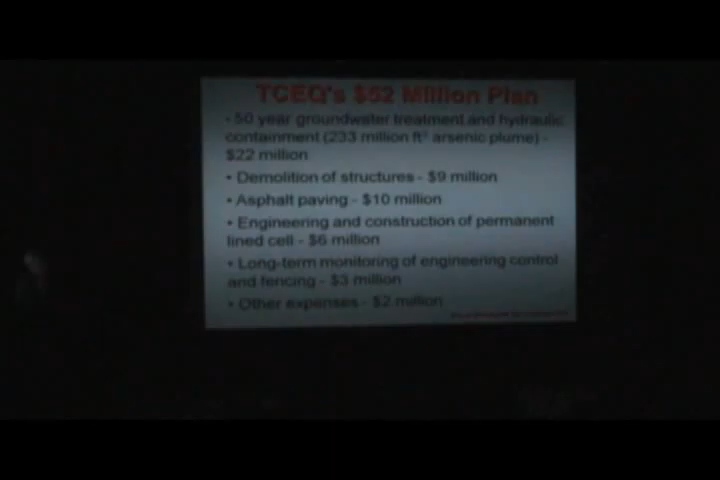 TCEQ's $52 Million Plan
• 50 year groundwater treatment and hydraulic
containment (233 million ft³ arsenic plume) -
$22 million
• Demolition of structures - $9 million
• Asphalt paving - $10 million
• Engineering and construction of permanent
lined cell - $6 million
• Long-term monitoring of engineering control
and fencing - $3 million
• Other expenses - $2 million